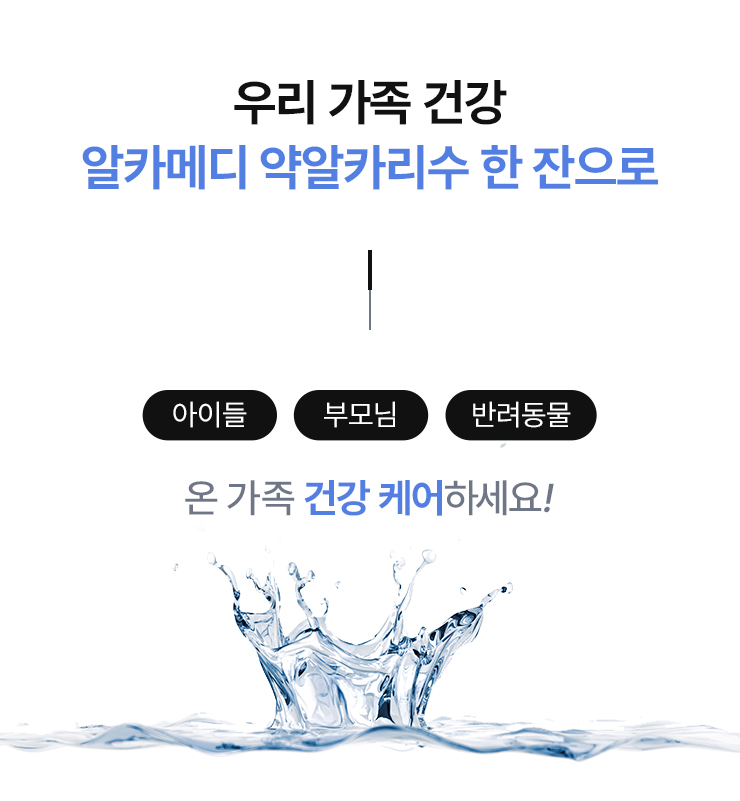 우리 가족 건강
알카메디 약알카리수 한 잔으로
아이들 부모님 반려동물
온 가족 건강 케어하세요!